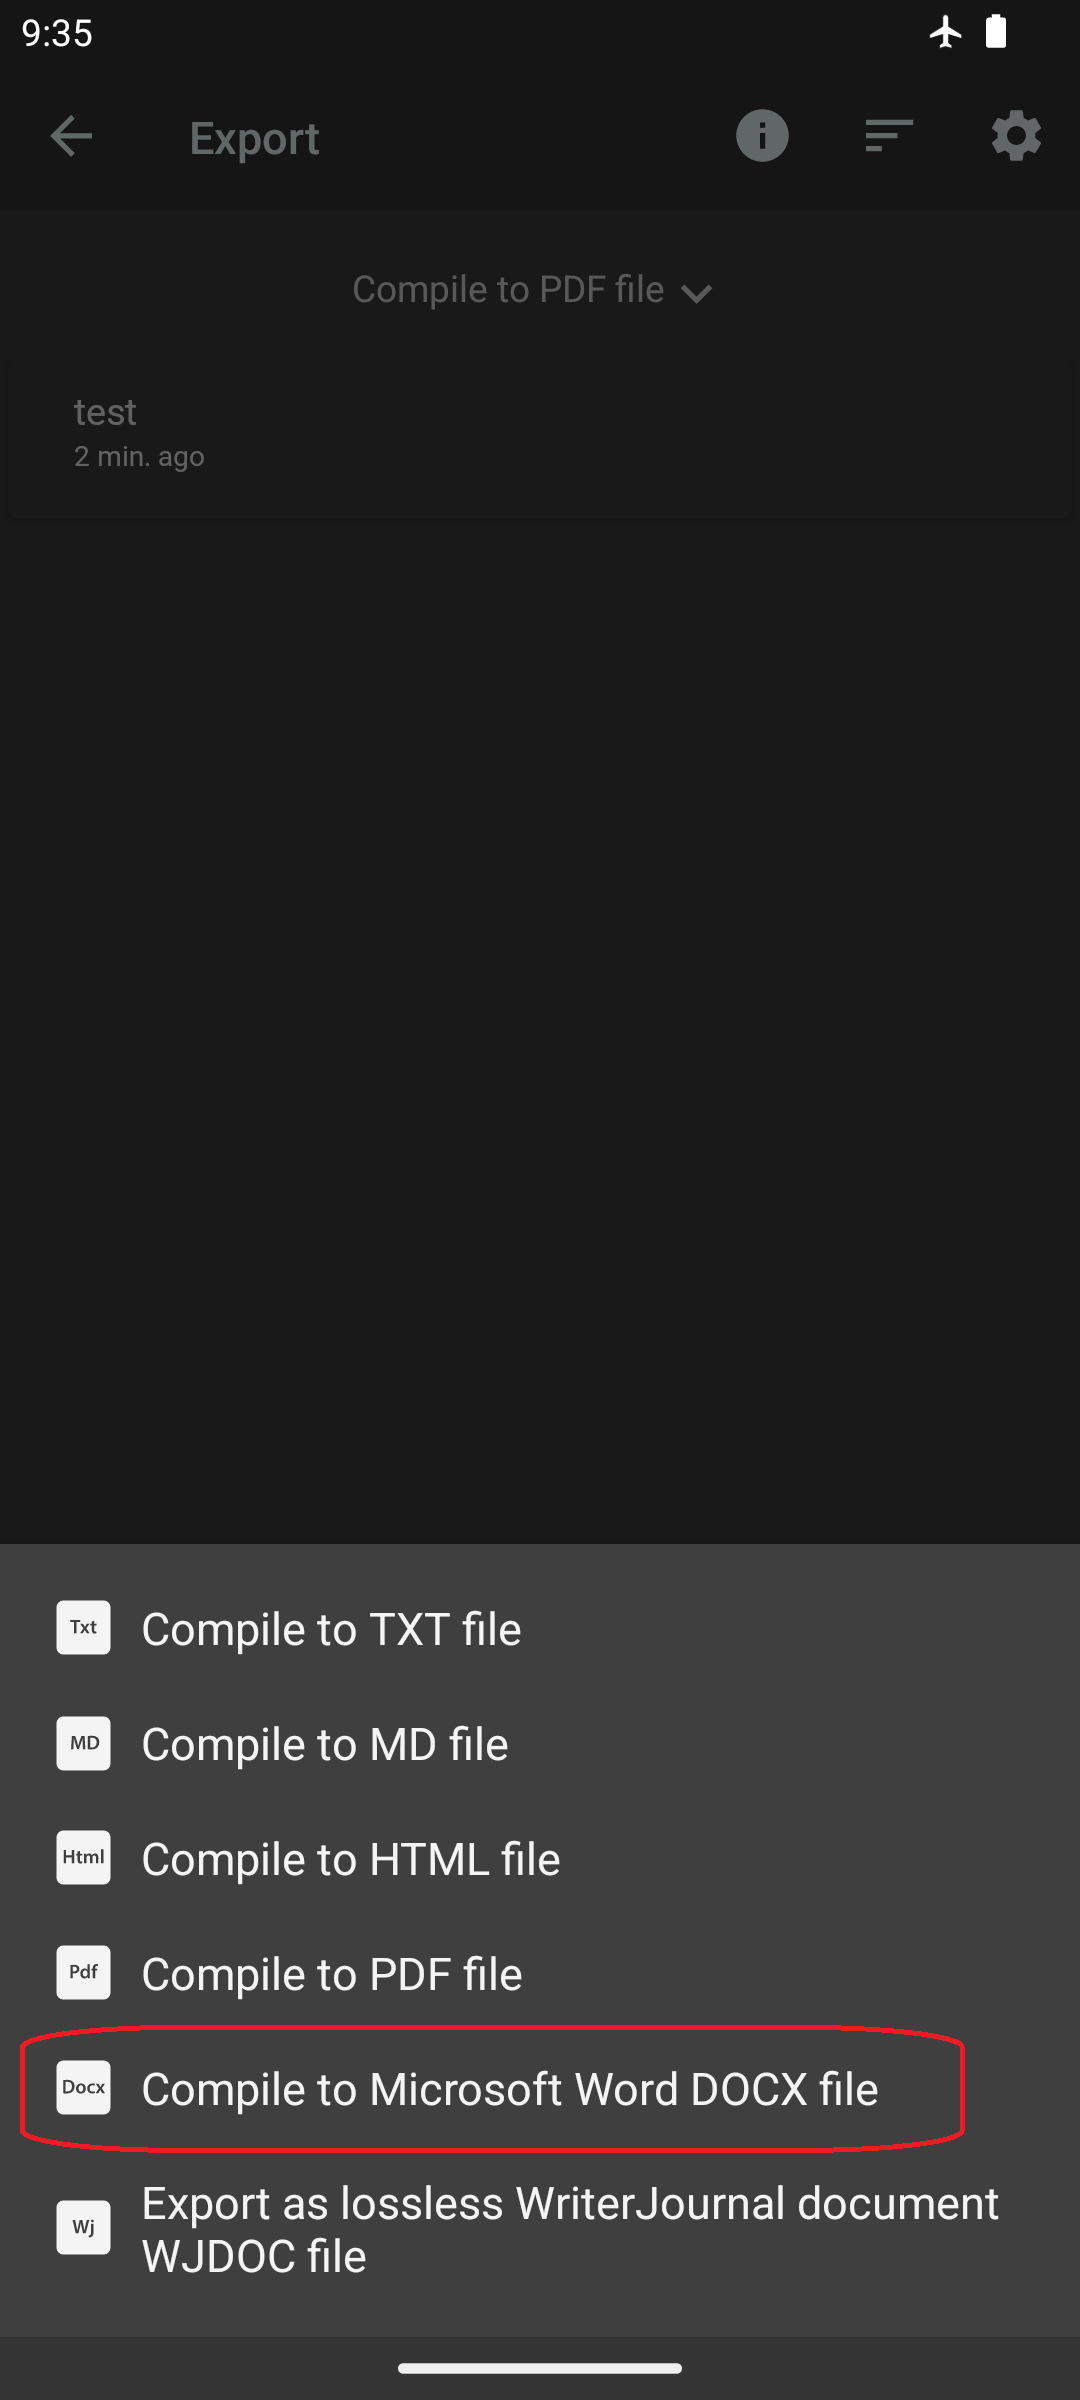 9:35
Export
Compile to PDF file
test
2 min. ago
Txt Compile to TXT file
MD Compile to MD file
Html Compile to HTML file
Pdf Compile to PDF file
Docx Compile to Microsoft Word DOCX file
Wj Export as lossless WriterJournal document
WJDOC file